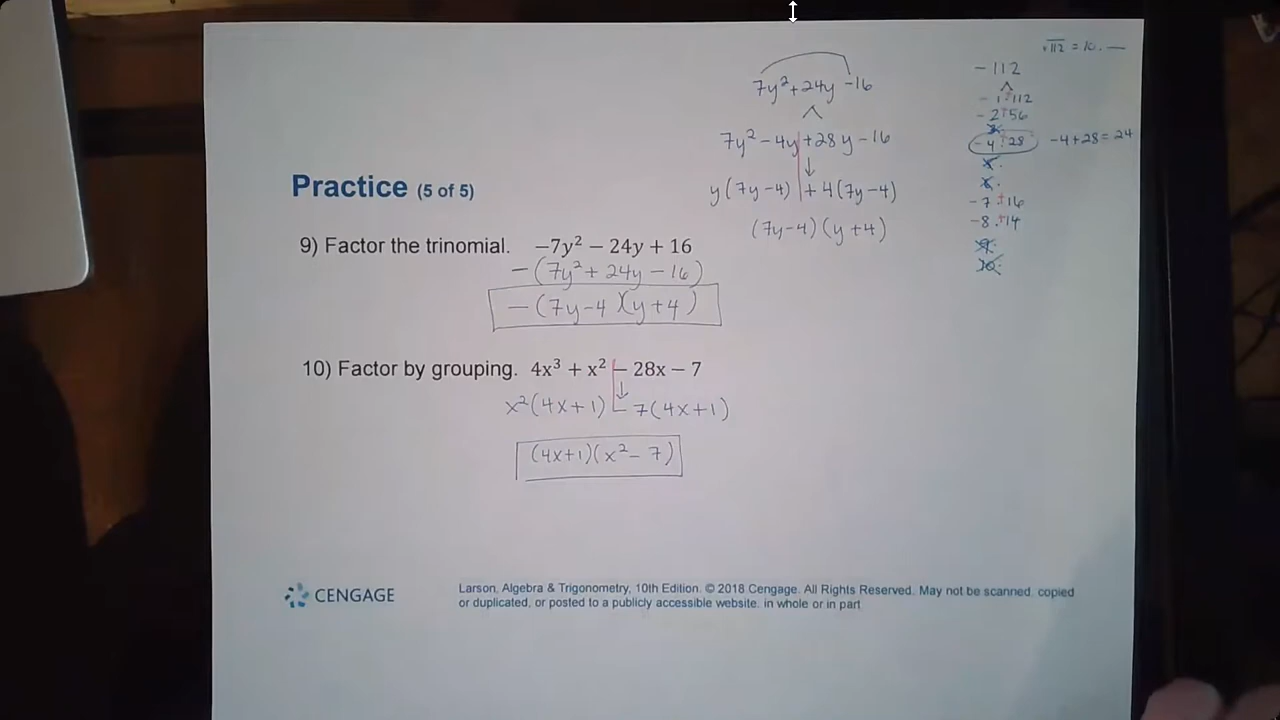 √112 = 10.__
7y² + 24y - 16
-112
-1·112
-2·56
7y² - 4y + 28y - 16
-4·28 -4+28=24
y(7y-4) + 4(7y-4)
-7·16
(7y-4)(y+4)
-8·14
Practice (5 of 5)
9) Factor the trinomial. −7y² − 24y + 16
-(7y² + 24y - 16)
-(7y-4)(y+4)
10) Factor by grouping. 4x³ + x² − 28x − 7
x²(4x+1) - 7(4x+1)
(4x+1)(x²-7)
CENGAGE
Larson, Algebra & Trigonometry, 10th Edition. © 2018 Cengage. All Rights Reserved. May not be scanned, copied
or duplicated, or posted to a publicly accessible website, in whole or in part